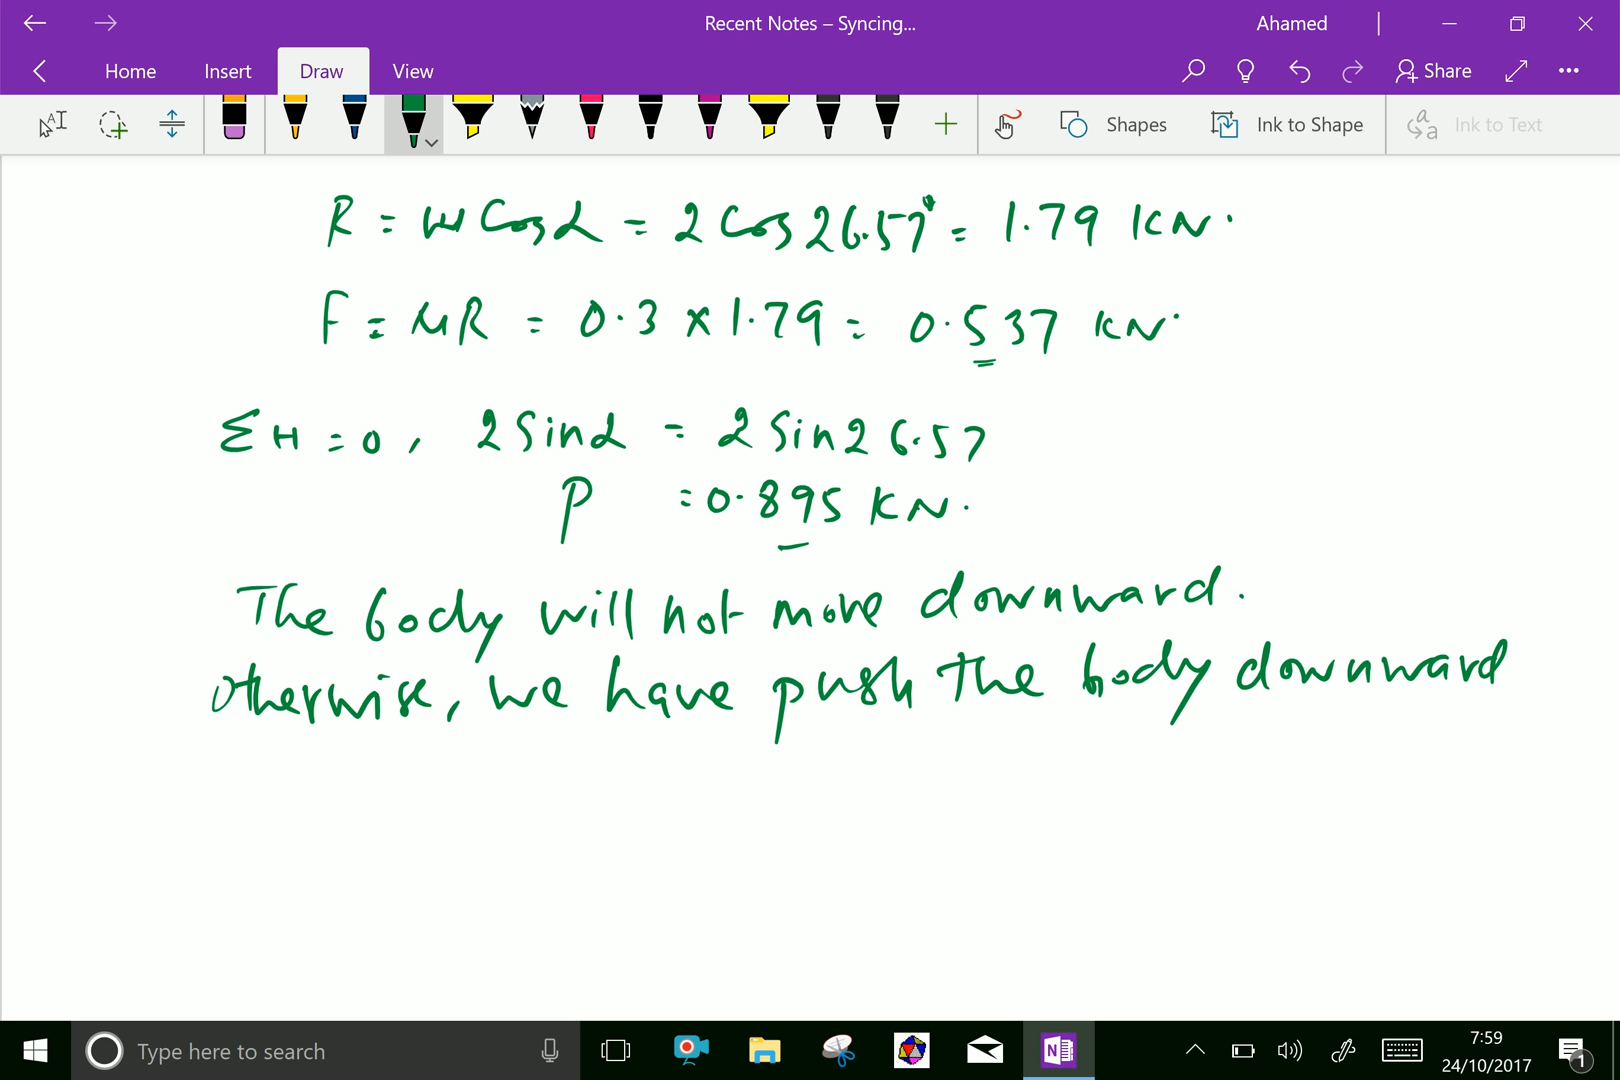 Recent Notes – Syncing...
Ahamed
Home Insert Draw View
Share
Shapes Ink to Shape Ink to Text
R = W Cos α = 2 Cos 26.57° = 1.79 KN.
F = μR = 0.3 × 1.79 = 0.537 KN.
ΣH = 0, 2 Sin α = 2 Sin 26.57
P = 0.895 KN.
The body will not move downward.
otherwise, we have push the body downward
Type here to search
7:59
24/10/2017
1